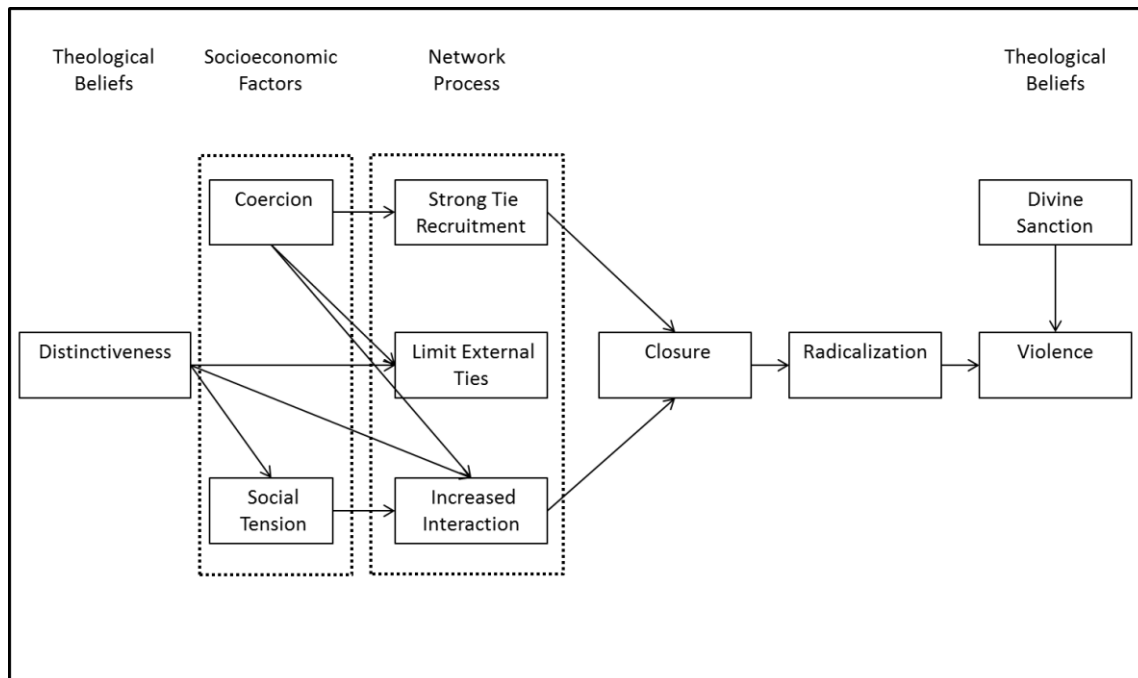 Theological
Beliefs
Socioeconomic
Factors
Network
Process
Theological
Beliefs
Coercion
Strong Tie
Recruitment
Divine
Sanction
Distinctiveness
Limit External
Ties
Closure
Radicalization
Violence
Social
Tension
Increased
Interaction